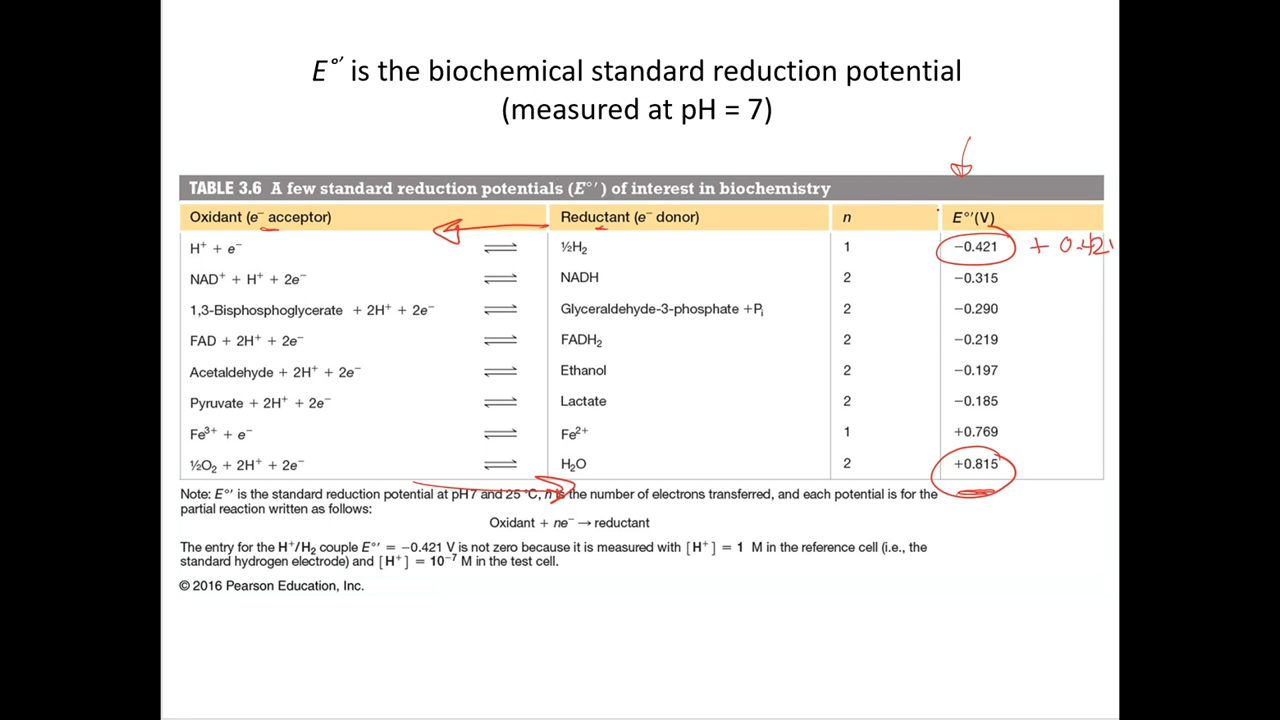 E°′ is the biochemical standard reduction potential
(measured at pH = 7)
TABLE 3.6 A few standard reduction potentials (E°′) of interest in biochemistry
Oxidant (e⁻ acceptor) Reductant (e⁻ donor) n E°′(V)
H⁺ + e⁻ ⇌ ½H₂ 1 −0.421 + 0.421
NAD⁺ + H⁺ + 2e⁻ ⇌ NADH 2 −0.315
1,3-Bisphosphoglycerate + 2H⁺ + 2e⁻ ⇌ Glyceraldehyde-3-phosphate +Pᵢ 2 −0.290
FAD + 2H⁺ + 2e⁻ ⇌ FADH₂ 2 −0.219
Acetaldehyde + 2H⁺ + 2e⁻ ⇌ Ethanol 2 −0.197
Pyruvate + 2H⁺ + 2e⁻ ⇌ Lactate 2 −0.185
Fe³⁺ + e⁻ ⇌ Fe²⁺ 1 +0.769
½O₂ + 2H⁺ + 2e⁻ ⇌ H₂O 2 +0.815
Note: E°′ is the standard reduction potential at pH 7 and 25 °C, n is the number of electrons transferred, and each potential is for the
partial reaction written as follows:
Oxidant + ne⁻ → reductant
The entry for the H⁺/H₂ couple E°′ = −0.421 V is not zero because it is measured with [H⁺] = 1 M in the reference cell (i.e., the
standard hydrogen electrode) and [H⁺] = 10⁻⁷ M in the test cell.
© 2016 Pearson Education, Inc.